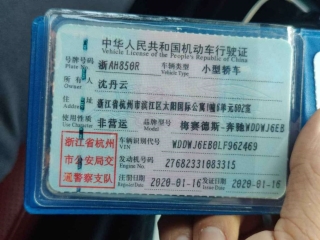 中华人民共和国机动车行驶证
Vehicle License of the People's Republic of China
号牌号码 浙AH850R 车辆类型 小型轿车
Plate No. Vehicle Type
所有人 沈丹云
Owner
住址 浙江省杭州市滨江区太阳国际公寓1幢6单元602室
Address
使用性质 非营运 品牌型号 梅赛德斯-奔驰WDDWJ6EB
车辆识别代号 WDDWJ6EB0LF962469
VIN
发动机号码 27682331083315
Engine No.
注册日期 2020-01-16 发证日期 2020-01-16
Register Date Issue Date
浙江省杭州
市公安局交
通警察支队